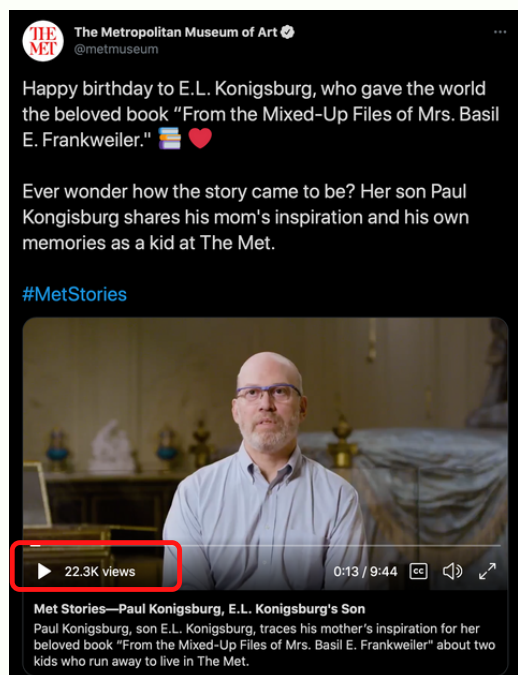 THE
MET
The Metropolitan Museum of Art
@metmuseum
Happy birthday to E.L. Konigsburg, who gave the world
the beloved book “From the Mixed-Up Files of Mrs. Basil
E. Frankweiler." 📚 ❤️
Ever wonder how the story came to be? Her son Paul
Kongisburg shares his mom's inspiration and his own
memories as a kid at The Met.
#MetStories
22.3K views 0:13 / 9:44 CC
Met Stories—Paul Konigsburg, E.L. Konigsburg's Son
Paul Konigsburg, son E.L. Konigsburg, traces his mother’s inspiration for her
beloved book “From the Mixed-Up Files of Mrs. Basil E. Frankweiler" about two
kids who run away to live in The Met.